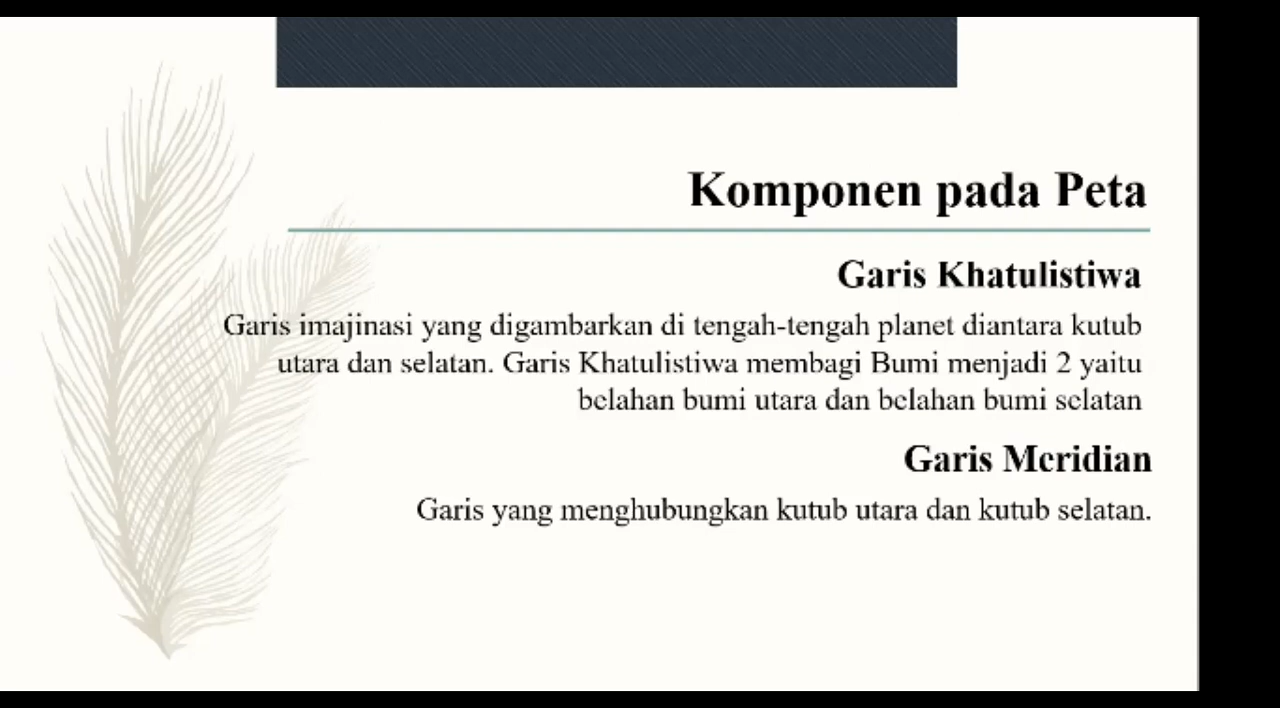 Komponen pada Peta
Garis Khatulistiwa
Garis imajinasi yang digambarkan di tengah-tengah planet diantara kutub
utara dan selatan. Garis Khatulistiwa membagi Bumi menjadi 2 yaitu
belahan bumi utara dan belahan bumi selatan
Garis Meridian
Garis yang menghubungkan kutub utara dan kutub selatan.